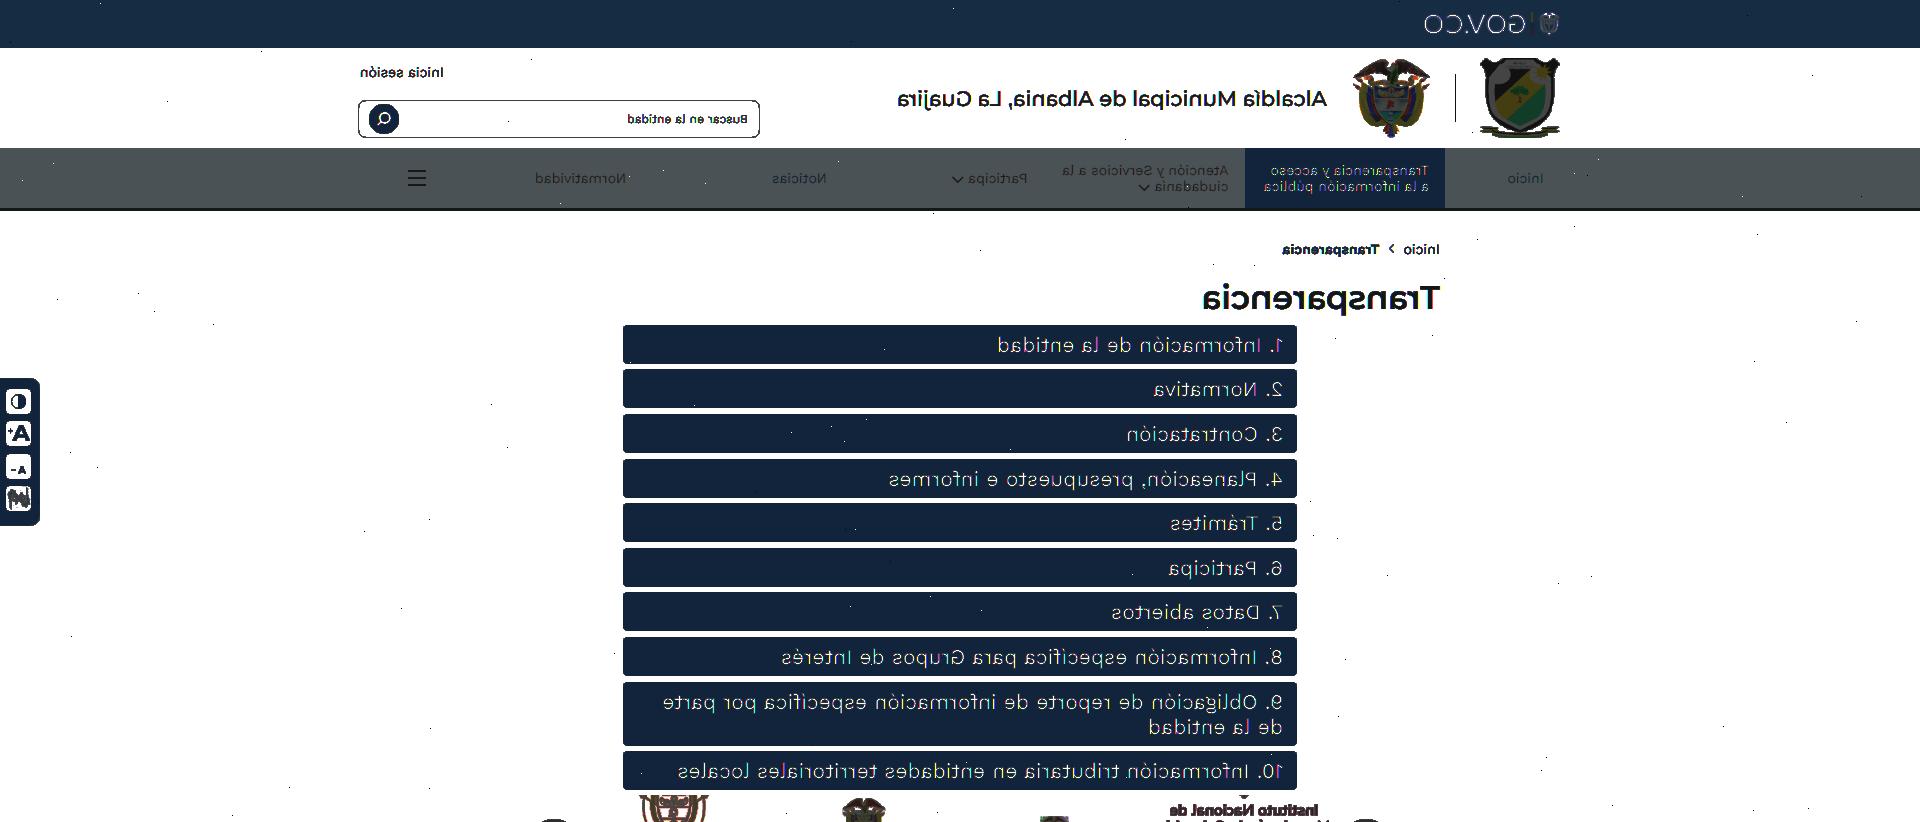 GOV.CO
Alcaldía Municipal de Albania, La Guajira
Inicia sesión
Buscar en la entidad
Inicio
Transparencia y acceso
a la información pública
Atención y Servicios a la
ciudadanía
Participa
Noticias
Normatividad
Inicio > Transparencia
Transparencia
1. Información de la entidad
2. Normativa
3. Contratación
4. Planeación, presupuesto e informes
5. Trámites
6. Participa
7. Datos abiertos
8. Información específica para Grupos de Interés
9. Obligación de reporte de información específica por parte
de la entidad
10. Información tributaria en entidades territoriales locales
A+
A-
Instituto Nacional de